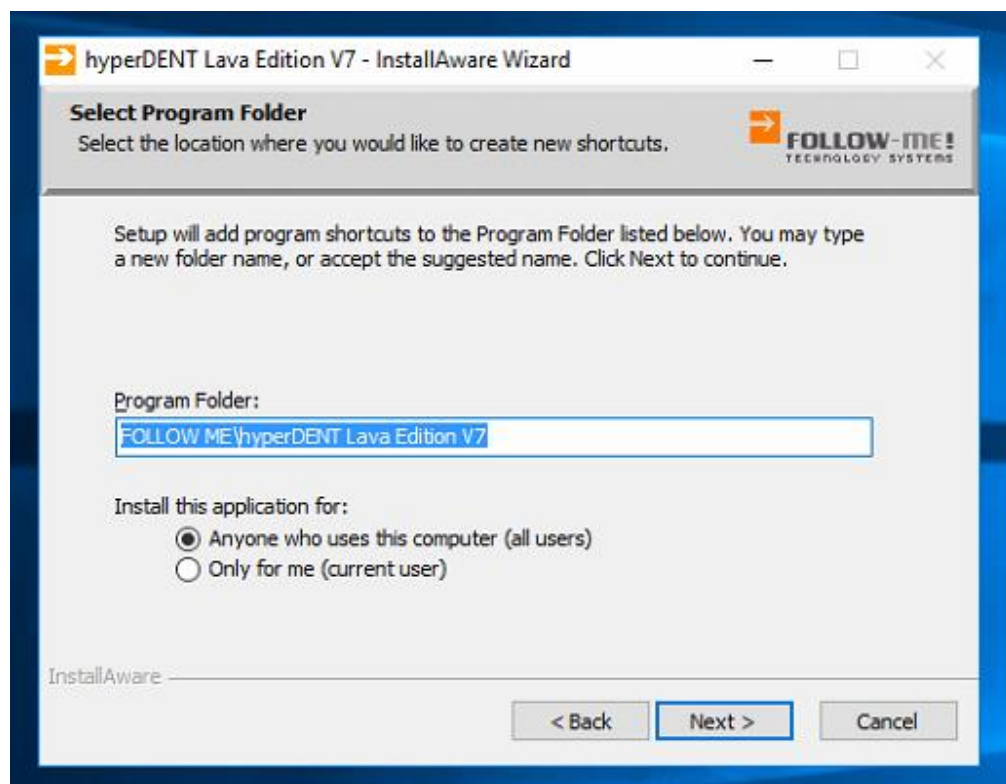 hyperDENT Lava Edition V7 - InstallAware Wizard
Select Program Folder
Select the location where you would like to create new shortcuts.
FOLLOW-ME!
TECHNOLOGY SYSTEMS
Setup will add program shortcuts to the Program Folder listed below. You may type
a new folder name, or accept the suggested name. Click Next to continue.
Program Folder:
FOLLOW ME\hyperDENT Lava Edition V7
Install this application for:
Anyone who uses this computer (all users)
Only for me (current user)
InstallAware
< Back Next > Cancel